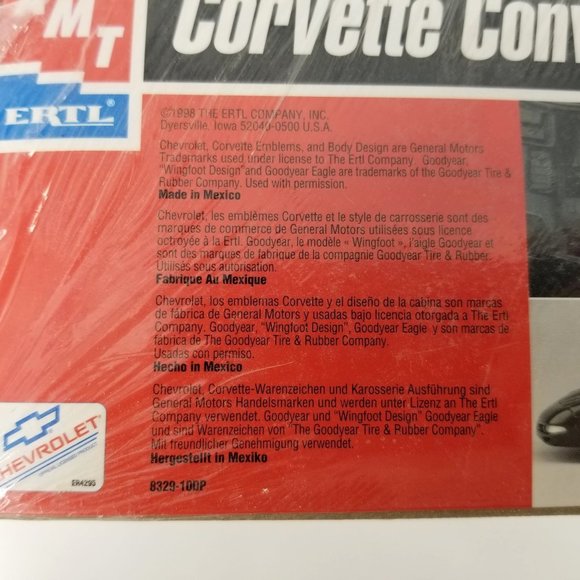 MT
ERTL®
Corvette Conv
©1998 THE ERTL COMPANY, INC.
Dyersville, Iowa 52040-0500 U.S.A.
Chevrolet, Corvette Emblems, and Body Design are General Motors
Trademarks used under license to The Ertl Company. Goodyear,
"Wingfoot Design"and Goodyear Eagle are trademarks of the Goodyear Tire &
Rubber Company. Used with permission.
Made in Mexico
Chevrolet, les emblèmes Corvette et le style de carrosserie sont des
marques de commerce de General Motors utilisées sous licence
octroyée à la Ertl. Goodyear, le modèle « Wingfoot », l'aigle Goodyear et
sont des marques de fabrique de la compagnie Goodyear Tire & Rubber.
Utilisés sous autorisation.
Fabrique Au Mexique
Chevrolet, los emblemas Corvette y el diseño de la cabina son marcas
de fábrica de General Motors y usadas bajo licencia otorgada a The Ertl
Company. Goodyear, "Wingfoot Design", Goodyear Eagle y son marcas de
fábrica de The Goodyear Tire & Rubber Company.
Usadas con permiso.
Hecho in Mexico
Chevrolet, Corvette-Warenzeichen und Karosserie Ausführung sind
General Motors Handelsmarken und werden unter Lizenz an The Ertl
Company verwendet. Goodyear und "Wingfoot Design" Goodyear Eagle
und sind Warenzeichen von "The Goodyear Tire & Rubber Company".
Mit freundlicher Genehmigung verwendet.
Hergestellt in Mexiko
8329-10DP
CHEVROLET
ER4293